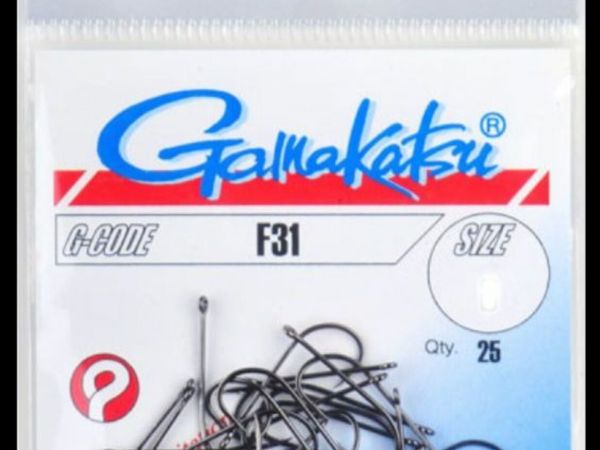 Gamakatsu®
G-CODE F31 SIZE
Qty. 25